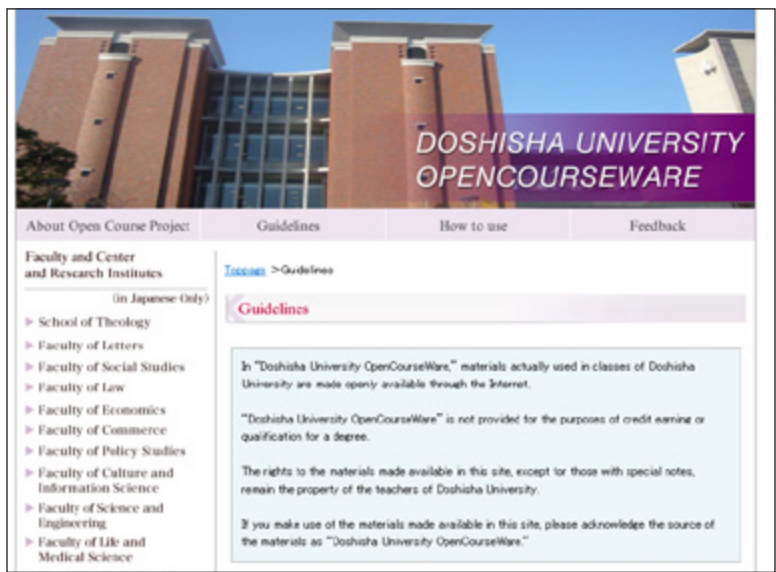 DOSHISHA UNIVERSITY
OPENCOURSEWARE
About Open Course Project
Guidelines
How to use
Feedback
Faculty and Center
and Research Institutes
(in Japanese Only)
School of Theology
Faculty of Letters
Faculty of Social Studies
Faculty of Law
Faculty of Economics
Faculty of Commerce
Faculty of Policy Studies
Faculty of Culture and
Information Science
Faculty of Science and
Engineering
Faculty of Life and
Medical Science
Toppage >Guidelines
Guidelines
In "Doshisha University OpenCourseWare," materials actually used in classes of Doshisha
University are made openly available through the Internet.
"Doshisha University OpenCourseWare" is not provided for the purposes of credit earning or
qualification for a degree.
The rights to the materials made available in this site, except for those with special notes,
remain the property of the teachers of Doshisha University.
If you make use of the materials made available in this site, please acknowledge the source of
the materials as "Doshisha University OpenCourseWare."